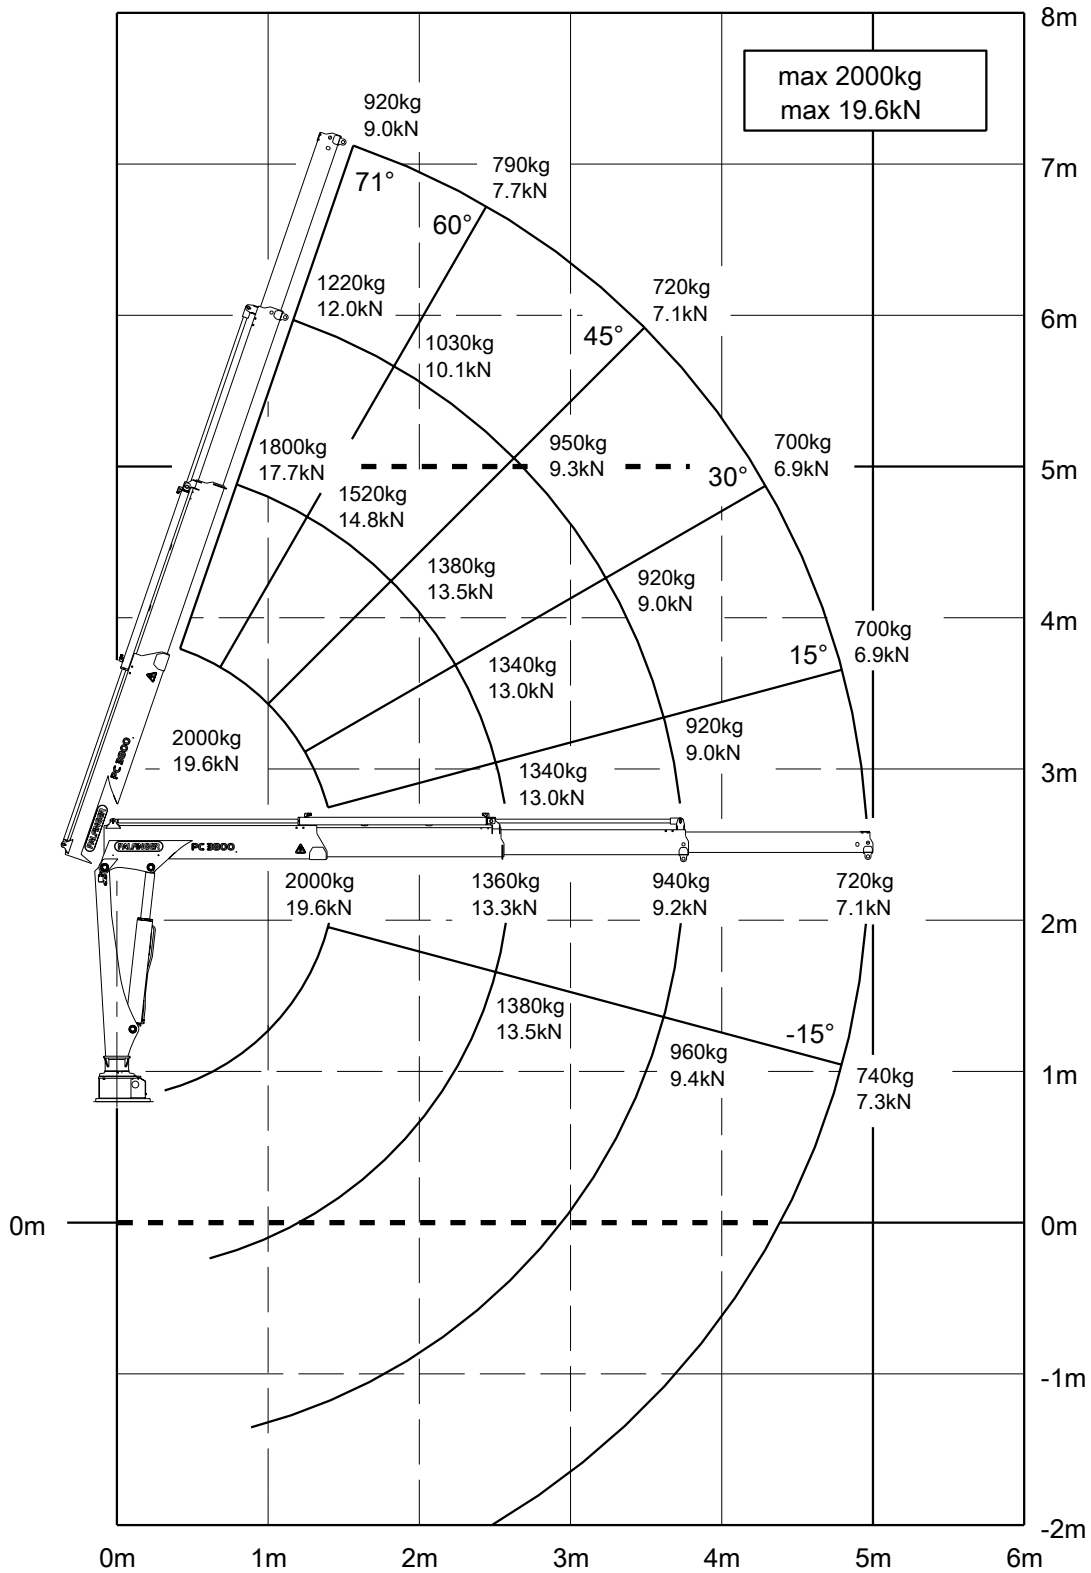 8m
max 2000kg
max 19.6kN
920kg
9.0kN
7m
790kg
7.7kN
71°
60°
1220kg
12.0kN
720kg
7.1kN
6m
45°
1030kg
10.1kN
1800kg
17.7kN
950kg
9.3kN
700kg
6.9kN
5m
30°
1520kg
14.8kN
1380kg
13.5kN
920kg
9.0kN
4m
700kg
6.9kN
15°
1340kg
13.0kN
2000kg
19.6kN
PC 3800
920kg
9.0kN
3m
1340kg
13.0kN
PALFINGER
PALFINGER
PC 3800
2000kg
19.6kN
1360kg
13.3kN
940kg
9.2kN
720kg
7.1kN
2m
1380kg
13.5kN
-15°
960kg
9.4kN
740kg
7.3kN
1m
0m
0m
-1m
-2m
0m
1m
2m
3m
4m
5m
6m